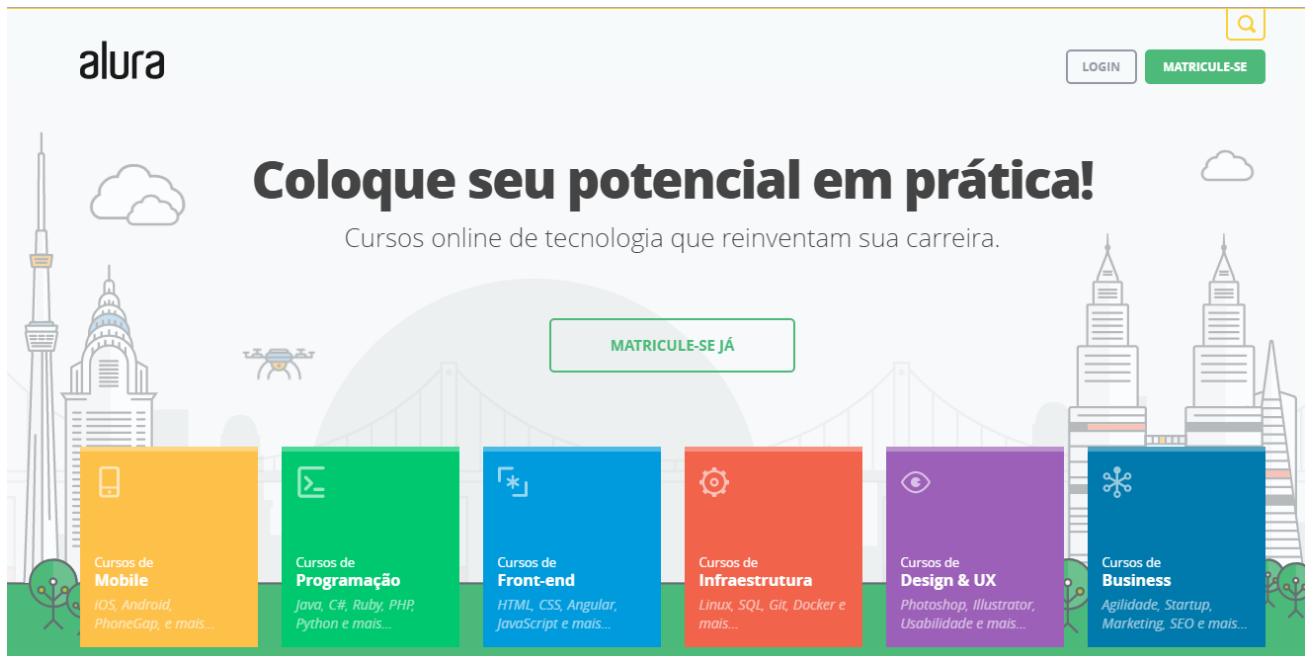 alura
LOGIN
MATRICULE-SE
Coloque seu potencial em prática!
Cursos online de tecnologia que reinventam sua carreira.
MATRICULE-SE JÁ
Cursos de
Mobile
iOS, Android,
PhoneGap, e mais...
Cursos de
Programação
Java, C#, Ruby, PHP,
Python e mais...
Cursos de
Front-end
HTML, CSS, Angular,
JavaScript e mais...
Cursos de
Infraestrutura
Linux, SQL, Git, Docker e
mais...
Cursos de
Design & UX
Photoshop, Illustrator,
Usabilidade e mais...
Cursos de
Business
Agilidade, Startup,
Marketing, SEO e mais...